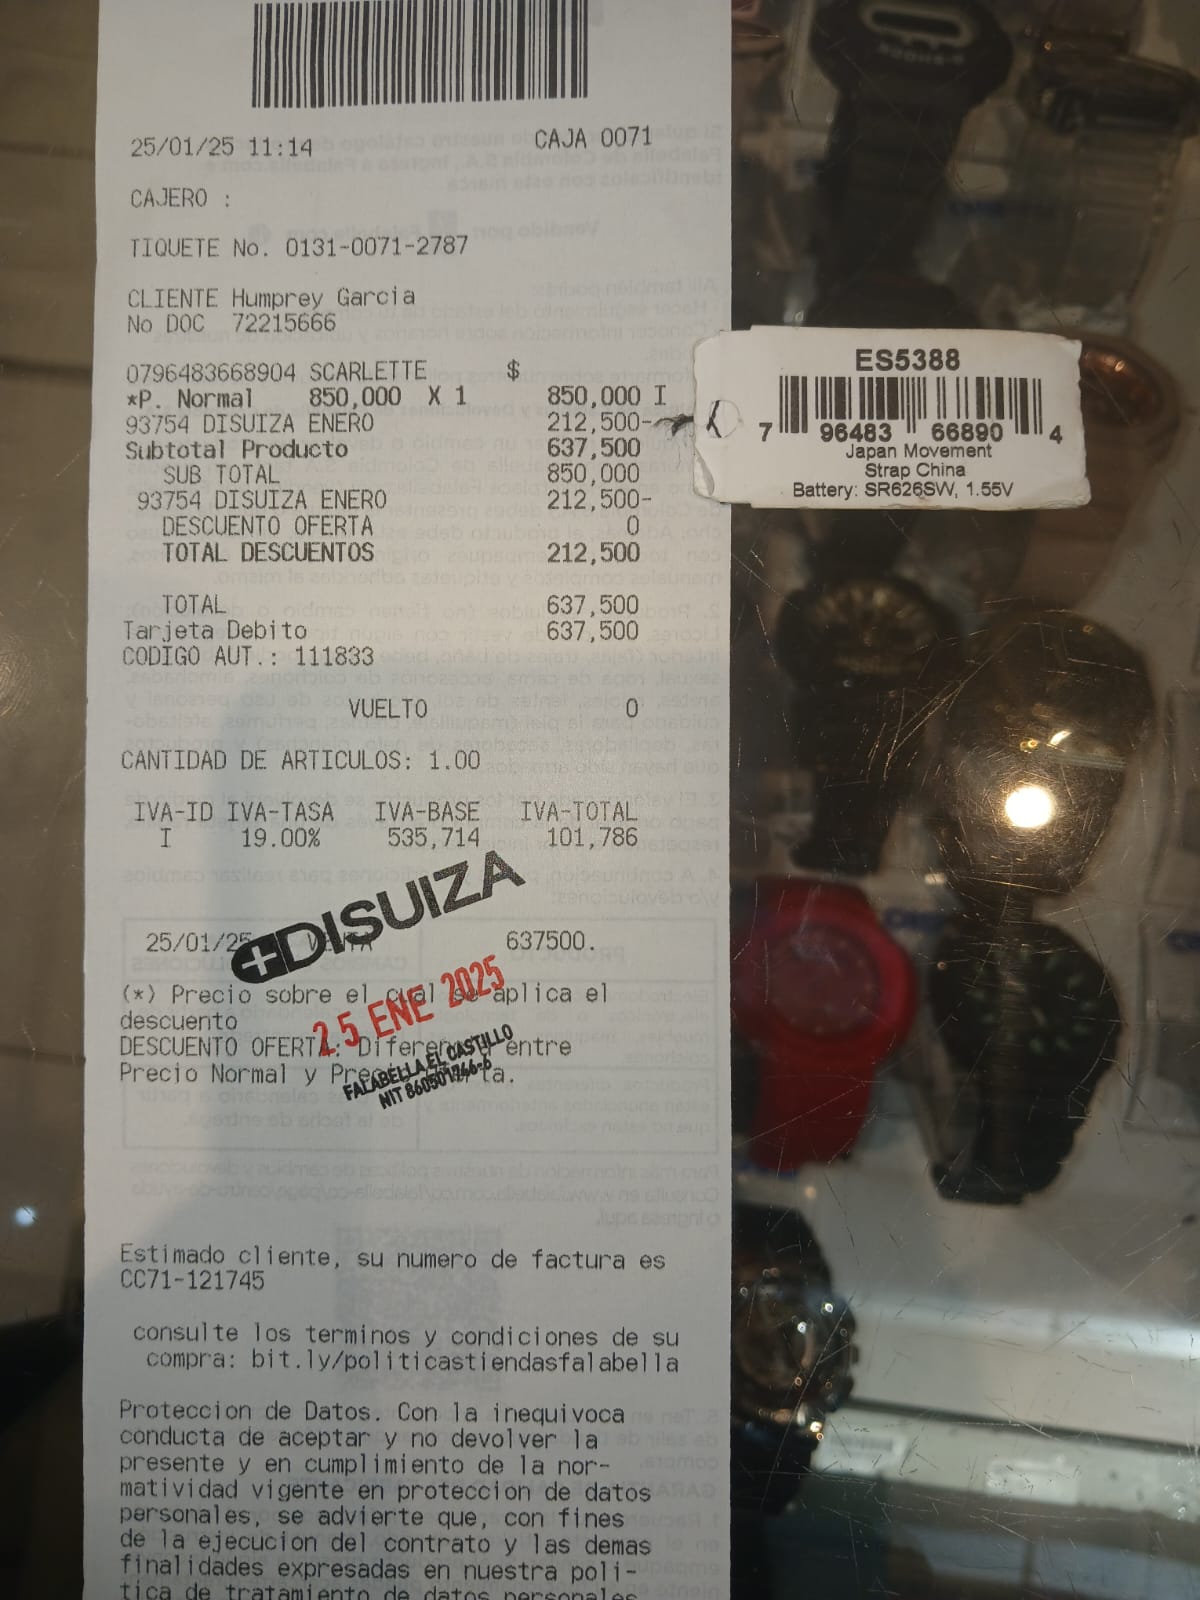 25/01/25 11:14 CAJA 0071
CAJERO :
TIQUETE No. 0131-0071-2787
CLIENTE Humprey Garcia
No DOC 72215666
0796483668904 SCARLETTE $
*P. Normal 850,000 X 1 850,000 I
93754 DISUIZA ENERO 212,500-
Subtotal Producto 637,500
SUB TOTAL 850,000
93754 DISUIZA ENERO 212,500-
DESCUENTO OFERTA 0
TOTAL DESCUENTOS 212,500
TOTAL 637,500
Tarjeta Debito 637,500
CODIGO AUT.: 111833
VUELTO 0
CANTIDAD DE ARTICULOS: 1.00
IVA-ID IVA-TASA IVA-BASE IVA-TOTAL
I 19.00% 535,714 101,786
DISUIZA
25/01/25 VENTA 637500.
25 ENE 2025
(*) Precio sobre el cual se aplica el
descuento
DESCUENTO OFERTA: Diferencia entre
Precio Normal y Precio Oferta.
FALABELLA EL CASTILLO
NIT
Estimado cliente, su numero de factura es
CC71-121745
consulte los terminos y condiciones de su
compra: bit.ly/politicastiendasfalabella
Proteccion de Datos. Con la inequivoca
conducta de aceptar y no devolver la
presente y en cumplimiento de la nor-
matividad vigente en proteccion de datos
personales, se advierte que, con fines
de la ejecucion del contrato y las demas
finalidades expresadas en nuestra poli-
tica de tratamiento de datos personales
ES5388
7 96483 66890 4
Japan Movement
Strap China
Battery: SR626SW, 1.55V